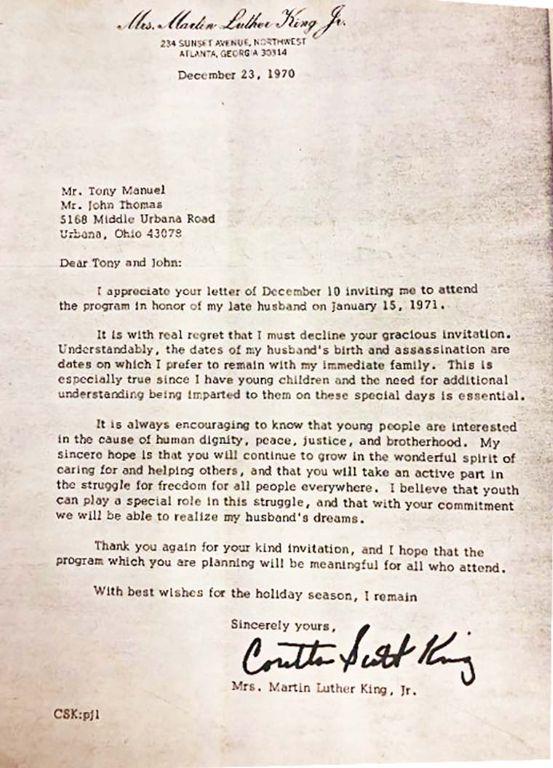 Mrs. Martin Luther King Jr.
234 SUNSET AVENUE, NORTHWEST
ATLANTA, GEORGIA 30314
December 23, 1970
Mr. Tony Manuel
Mr. John Thomas
5168 Middle Urbana Road
Urbana, Ohio 43078
Dear Tony and John:
I appreciate your letter of December 10 inviting me to attend
the program in honor of my late husband on January 15, 1971.
It is with real regret that I must decline your gracious invitation.
Understandably, the dates of my husband's birth and assassination are
dates on which I prefer to remain with my immediate family. This is
especially true since I have young children and the need for additional
understanding being imparted to them on these special days is essential.
It is always encouraging to know that young people are interested
in the cause of human dignity, peace, justice, and brotherhood. My
sincere hope is that you will continue to grow in the wonderful spirit of
caring for and helping others, and that you will take an active part in
the struggle for freedom for all people everywhere. I believe that youth
can play a special role in this struggle, and that with your commitment
we will be able to realize my husband's dreams.
Thank you again for your kind invitation, and I hope that the
program which you are planning will be meaningful for all who attend.
With best wishes for the holiday season, I remain
Sincerely yours,
Coretta Scott King
Mrs. Martin Luther King, Jr.
CSK:pjl